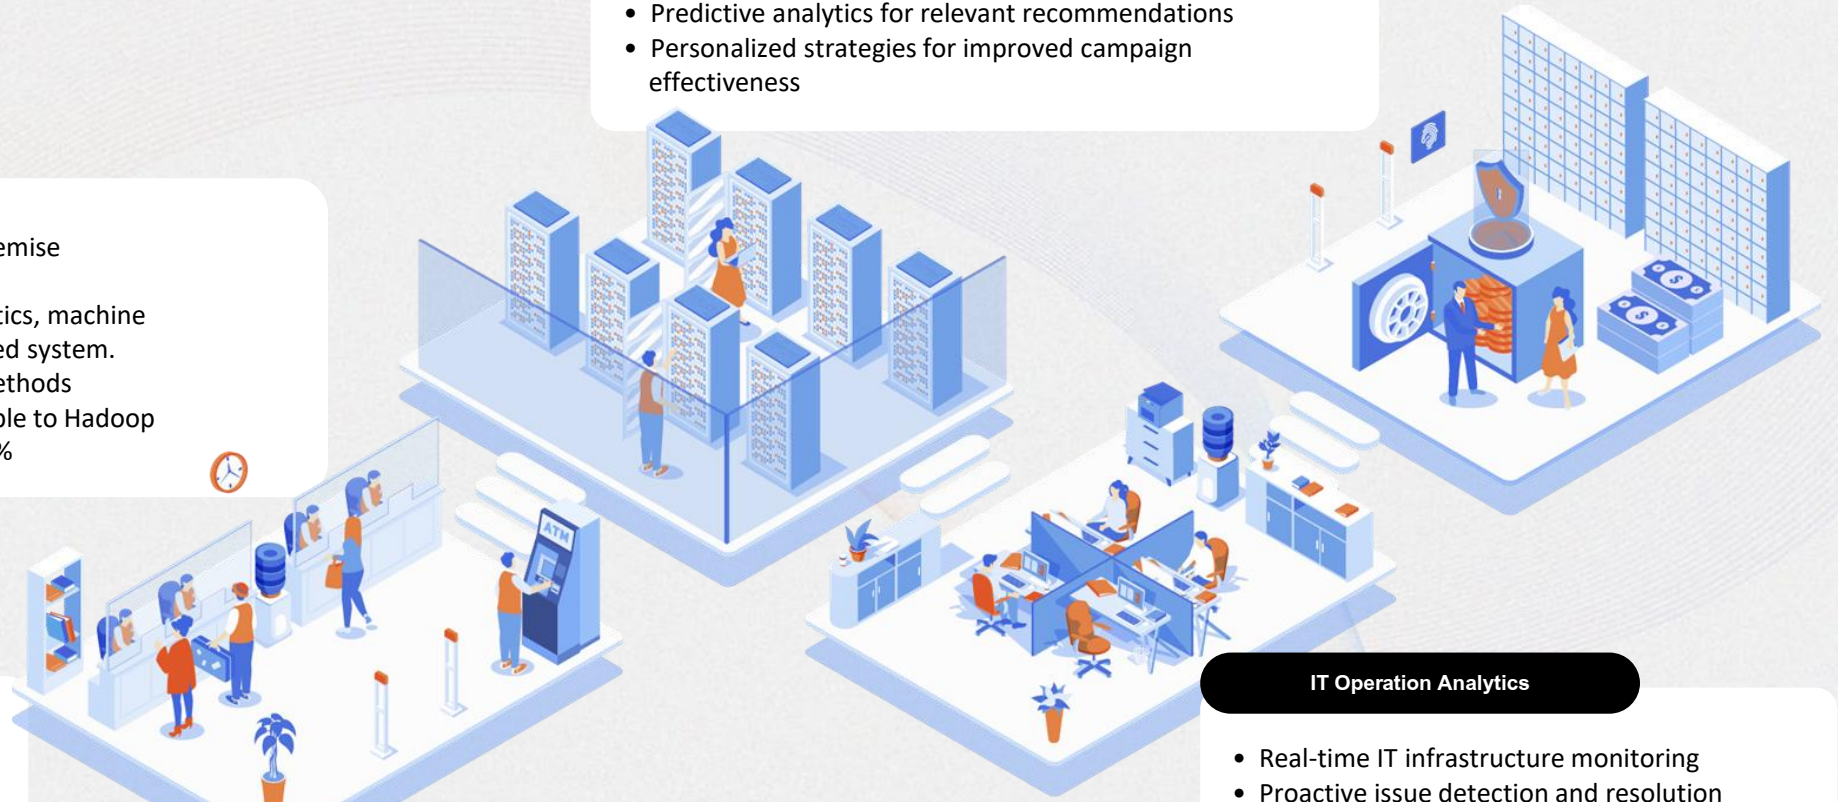 • Predictive analytics for relevant recommendations
• Personalized strategies for improved campaign
effectiveness
emise
tics, machine
ed system.
ethods
ble to Hadoop
%
ATM
IT Operation Analytics
• Real-time IT infrastructure monitoring
• Proactive issue detection and resolution